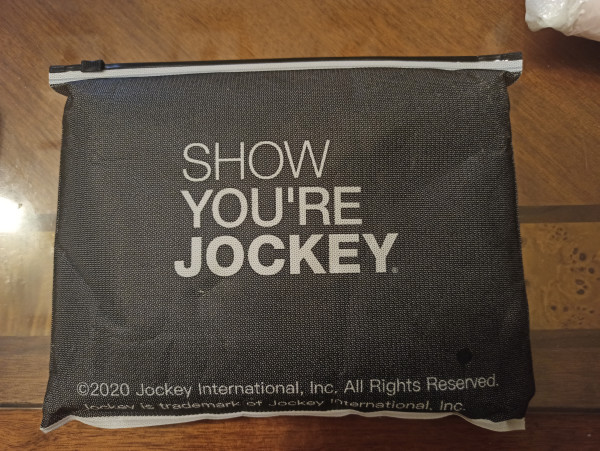 SHOW
YOU'RE
JOCKEY®
©2020 Jockey International, Inc. All Rights Reserved.
Jockey is trademark of Jockey International, Inc.